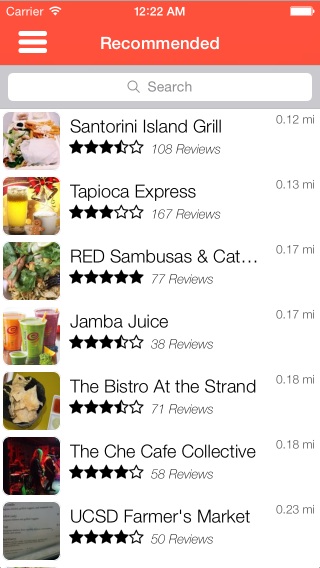 Carrier 12:22 AM
Recommended
Search
Santorini Island Grill 0.12 mi
108 Reviews
Tapioca Express 0.13 mi
167 Reviews
RED Sambusas & Cat… 0.17 mi
77 Reviews
Jamba Juice 0.17 mi
38 Reviews
The Bistro At the Strand 0.18 mi
71 Reviews
The Che Cafe Collective 0.18 mi
58 Reviews
UCSD Farmer's Market 0.23 mi
50 Reviews